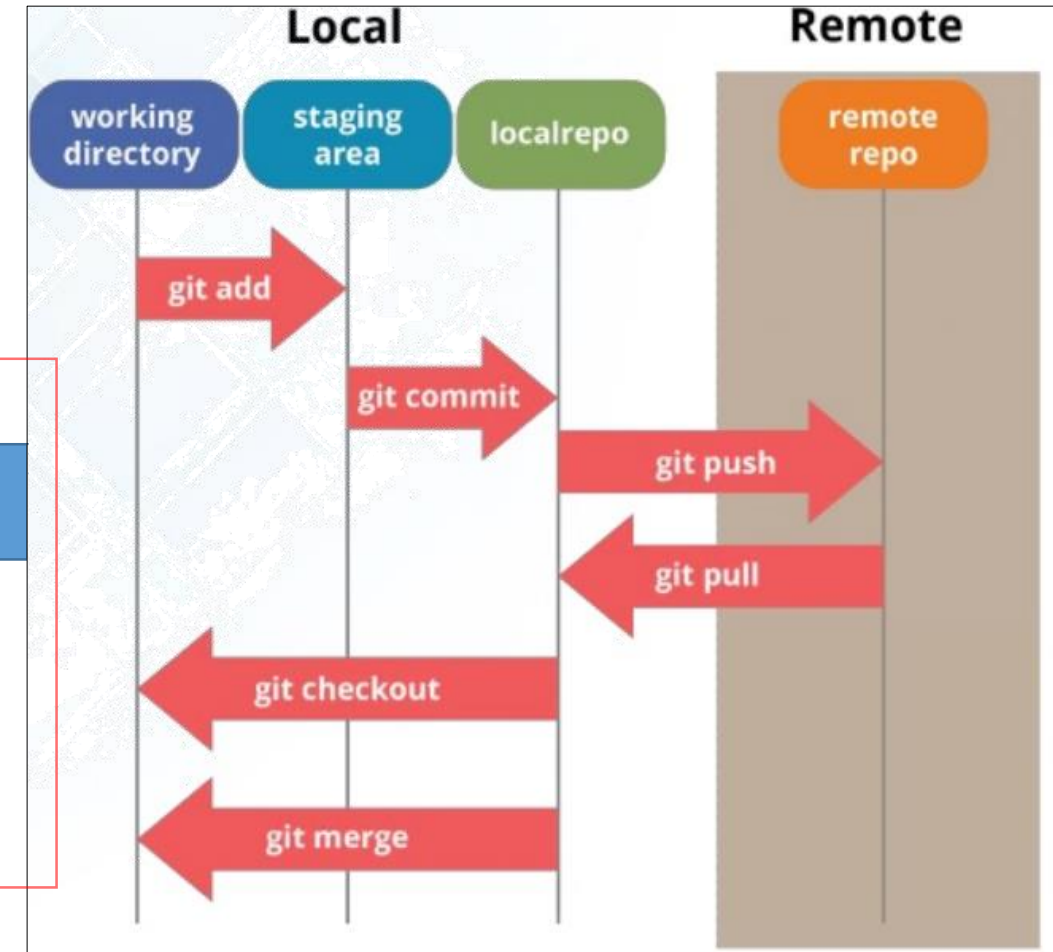 Local
Remote
working
directory
staging
area
localrepo
remote
repo
git add
git commit
git push
git pull
git checkout
git merge